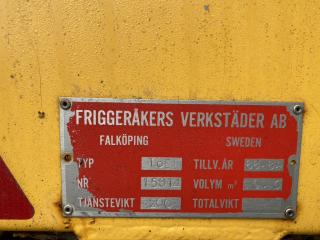 FRIGGERÅKERS VERKSTÄDER AB
FALKÖPING SWEDEN
TYP TILLV.ÅR
NR VOLYM m³
TJÄNSTEVIKT TOTALVIKT